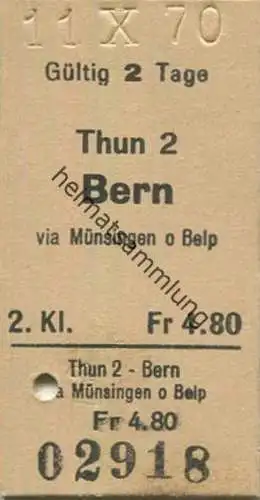 11 X 70
Gültig 2 Tage
Thun 2
Bern
via Münsingen o Belp
2. Kl. Fr 4.80
Thun 2 - Bern
a Münsingen o Belp
Fr 4.80
02918
heimatsammlung